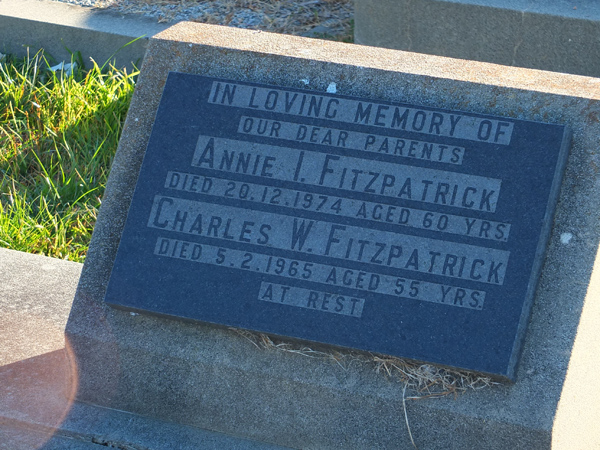 IN LOVING MEMORY OF
OUR DEAR PARENTS
ANNIE I. FITZPATRICK
DIED 20.12.1974 AGED 60 YRS.
CHARLES W. FITZPATRICK
DIED 5.2.1965 AGED 55 YRS.
AT REST